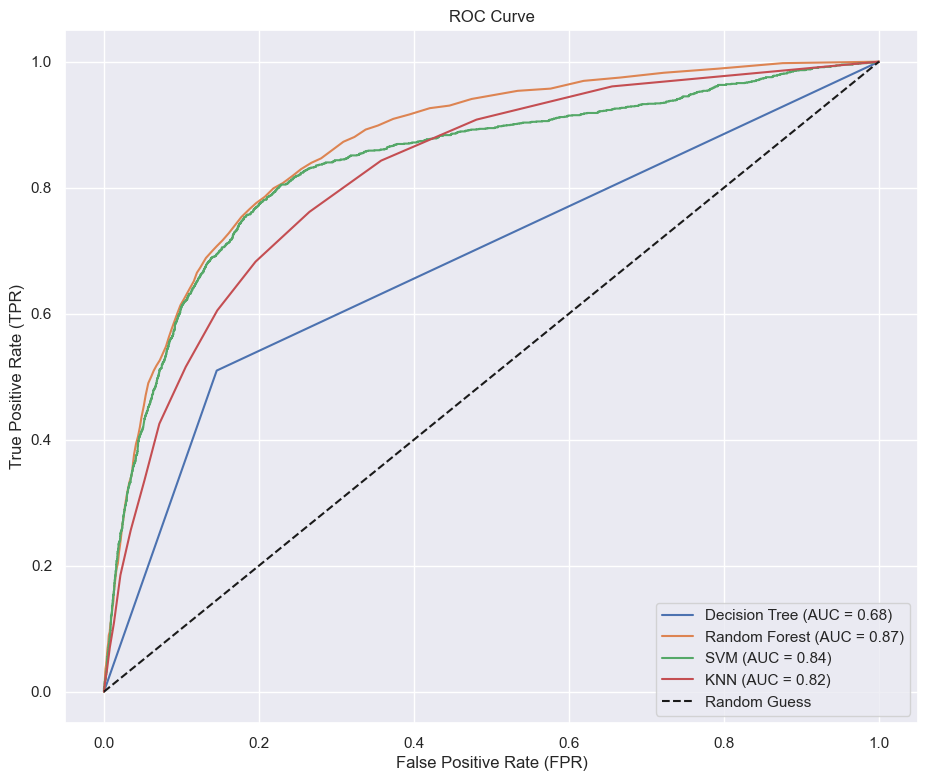 ROC Curve
True Positive Rate (TPR)
1.0
0.8
0.6
0.4
0.2
0.0
Decision Tree (AUC = 0.68)
Random Forest (AUC = 0.87)
SVM (AUC = 0.84)
KNN (AUC = 0.82)
Random Guess
0.0 0.2 0.4 0.6 0.8 1.0
False Positive Rate (FPR)